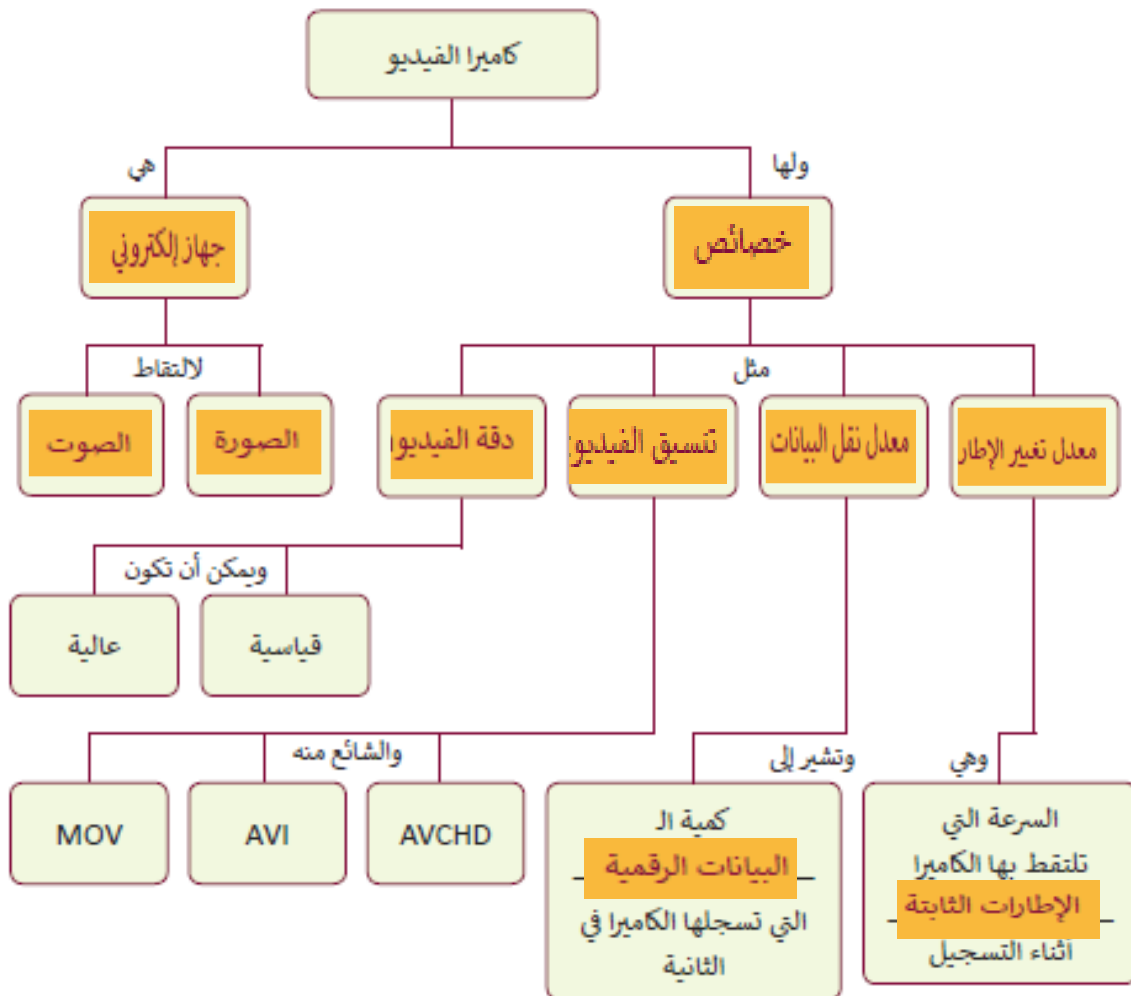 كاميرا الفيديو
ولها
هي
خصائص
جهاز إلكتروني
مثل
لالتقاط
معدل تغيير الإطار
معدل نقل البيانات
تنسيق الفيديو
دقة الفيديو
الصورة
الصوت
ويمكن أن تكون
قياسية
عالية
وهي
وتشير إلى
والشائع منه
السرعة التي
تلتقط بها الكاميرا
الإطارات الثابتة
أثناء التسجيل
كمية الـ
البيانات الرقمية
التي تسجلها الكاميرا في
الثانية
AVCHD
AVI
MOV